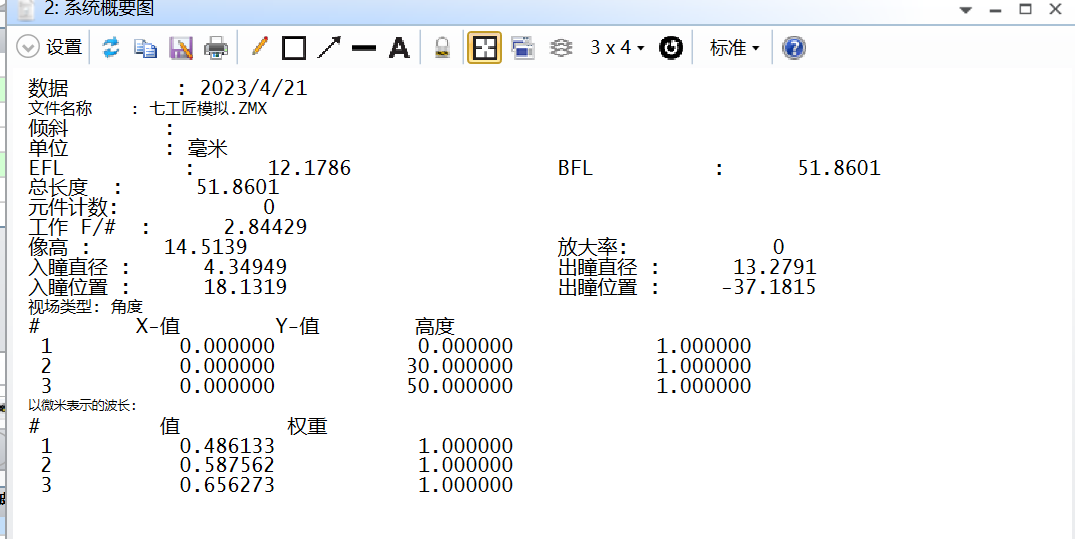 2: 系统概要图
设置 3 x 4 标准
数据 : 2023/4/21
文件名称 : 七工匠模拟.ZMX
倾斜 :
单位 : 毫米
EFL : 12.1786 BFL : 51.8601
总长度 : 51.8601
元件计数: 0
工作 F/# : 2.84429
像高 : 14.5139 放大率: 0
入瞳直径 : 4.34949 出瞳直径 : 13.2791
入瞳位置 : 18.1319 出瞳位置 : -37.1815
视场类型: 角度
# X-值 Y-值 高度
1 0.000000 0.000000 1.000000
2 0.000000 30.000000 1.000000
3 0.000000 50.000000 1.000000
以微米表示的波长:
# 值 权重
1 0.486133 1.000000
2 0.587562 1.000000
3 0.656273 1.000000